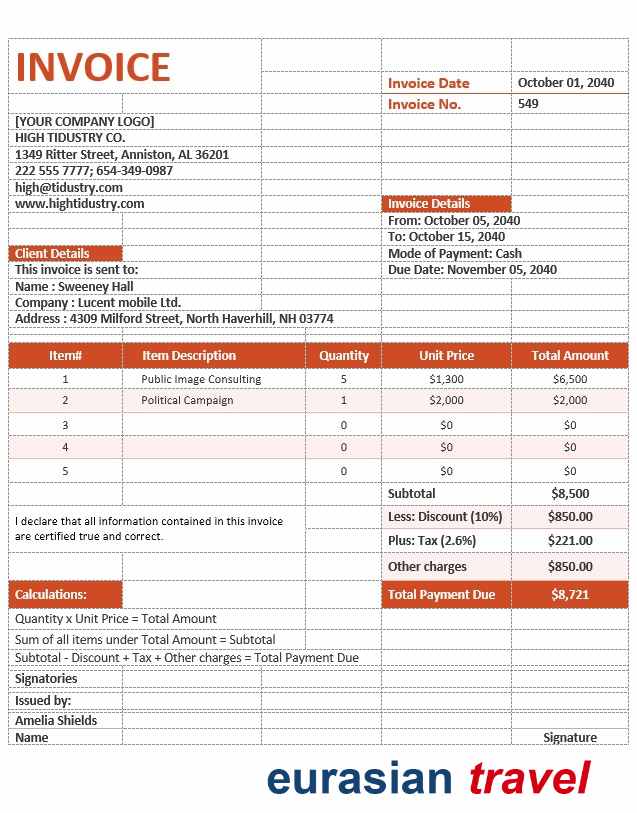 INVOICE
Invoice Date October 01, 2040
Invoice No. 549
[YOUR COMPANY LOGO]
HIGH TIDUSTRY CO.
1349 Ritter Street, Anniston, AL 36201
222 555 7777; 654-349-0987
high@tidustry.com
www.hightidustry.com
Invoice Details
From: October 05, 2040
To: October 15, 2040
Mode of Payment: Cash
Due Date: November 05, 2040
Client Details
This invoice is sent to:
Name : Sweeney Hall
Company : Lucent mobile Ltd.
Address : 4309 Milford Street, North Haverhill, NH 03774
Item# Item Description Quantity Unit Price Total Amount
1 Public Image Consulting 5 $1,300 $6,500
2 Political Campaign 1 $2,000 $2,000
3 0 $0 $0
4 0 $0 $0
5 0 $0 $0
Subtotal $8,500
I declare that all information contained in this invoice
are certified true and correct.
Less: Discount (10%) $850.00
Plus: Tax (2.6%) $221.00
Other charges $850.00
Calculations: Total Payment Due $8,721
Quantity x Unit Price = Total Amount
Sum of all items under Total Amount = Subtotal
Subtotal - Discount + Tax + Other charges = Total Payment Due
Signatories
Issued by:
Amelia Shields
Name Signature
eurasian travel